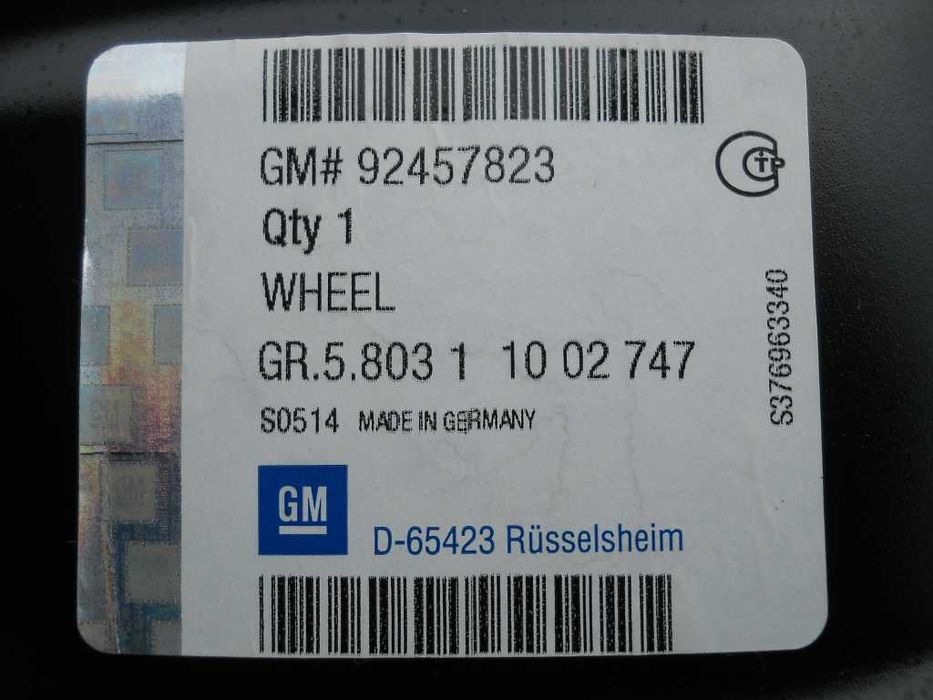 GM# 92457823
Qty 1
WHEEL
GR.5.803 1 10 02 747
S0514 MADE IN GERMANY
GM
D-65423 Rüsselsheim
S376963340